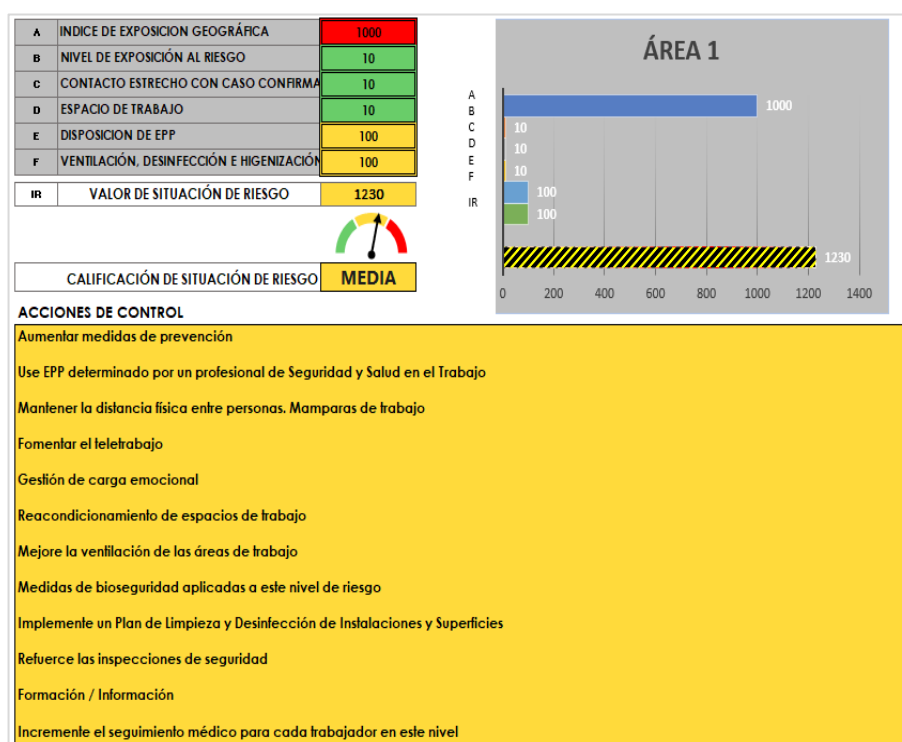 A INDICE DE EXPOSICIÓN GEOGRÁFICA 1000
B NIVEL DE EXPOSICIÓN AL RIESGO 10
C CONTACTO ESTRECHO CON CASO CONFIRMA 10
D ESPACIO DE TRABAJO 10
E DISPOSICION DE EPP 100
F VENTILACIÓN, DESINFECCIÓN E HIGENIZACIÓN 100
IR VALOR DE SITUACIÓN DE RIESGO 1230
CALIFICACIÓN DE SITUACIÓN DE RIESGO MEDIA
ÁREA 1
A
B
C
D
E
F
IR
1000
10
10
10
100
100
1230
0 200 400 600 800 1000 1200 1400
ACCIONES DE CONTROL
Aumentar medidas de prevención
Use EPP determinado por un profesional de Seguridad y Salud en el Trabajo
Mantener la distancia física entre personas. Mamparas de trabajo
Fomentar el teletrabajo
Gestión de carga emocional
Reacondicionamiento de espacios de trabajo
Mejore la ventilación de las áreas de trabajo
Medidas de bioseguridad aplicadas a este nivel de riesgo
Implemente un Plan de Limpieza y Desinfección de Instalaciones y Superficies
Refuerce las inspecciones de seguridad
Formación / Información
Incremente el seguimiento médico para cada trabajador en este nivel